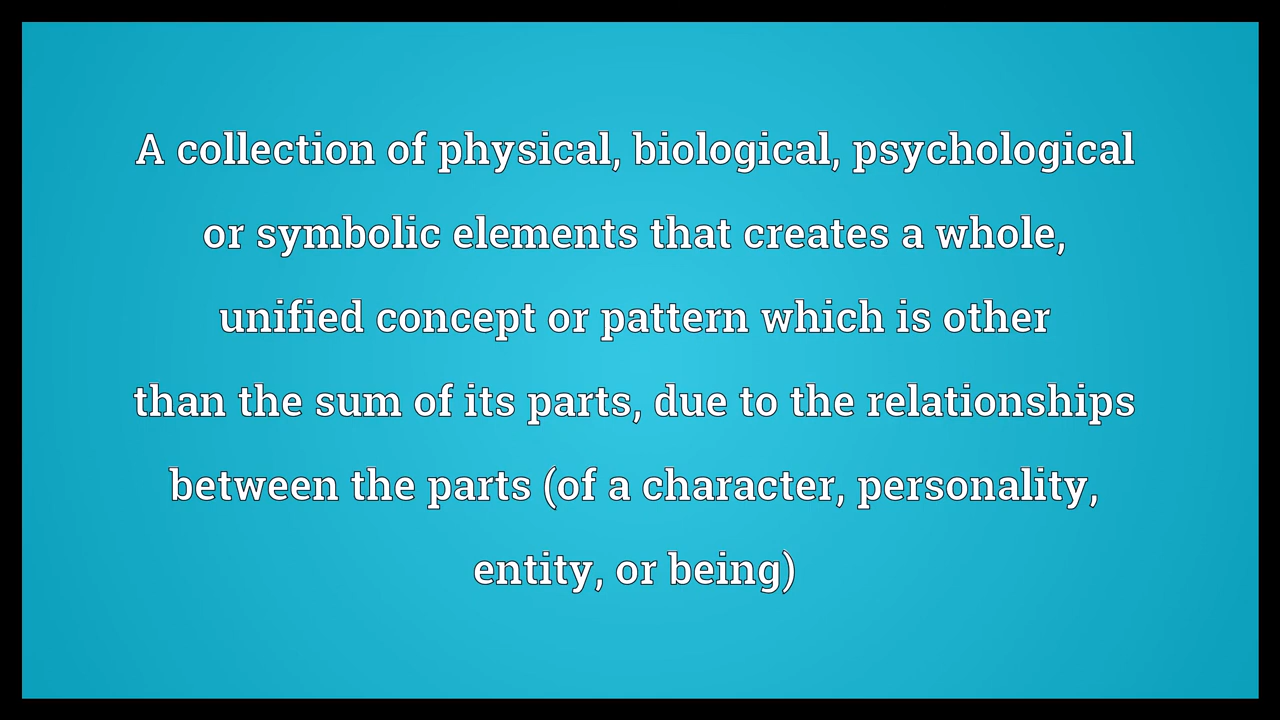 A collection of physical, biological, psychological
or symbolic elements that creates a whole,
unified concept or pattern which is other
than the sum of its parts, due to the relationships
between the parts (of a character, personality,
entity, or being)